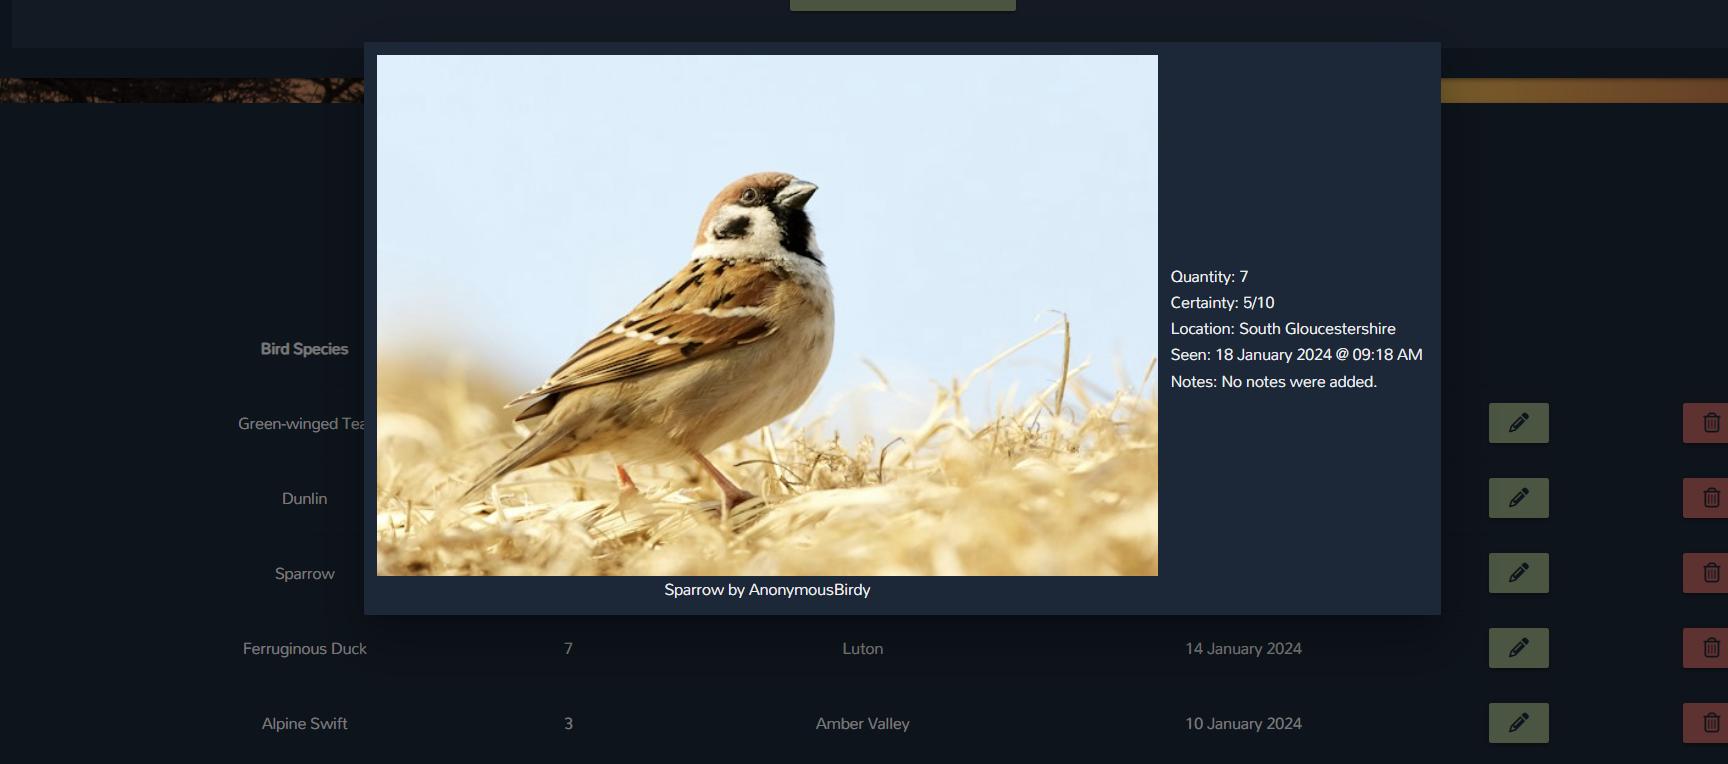 Quantity: 7
Certainty: 5/10
Location: South Gloucestershire
Seen: 18 January 2024 @ 09:18 AM
Notes: No notes were added.
Sparrow by AnonymousBirdy
Bird Species
Green-winged Tea
Dunlin
Sparrow
Ferruginous Duck 7 Luton 14 January 2024
Alpine Swift 3 Amber Valley 10 January 2024